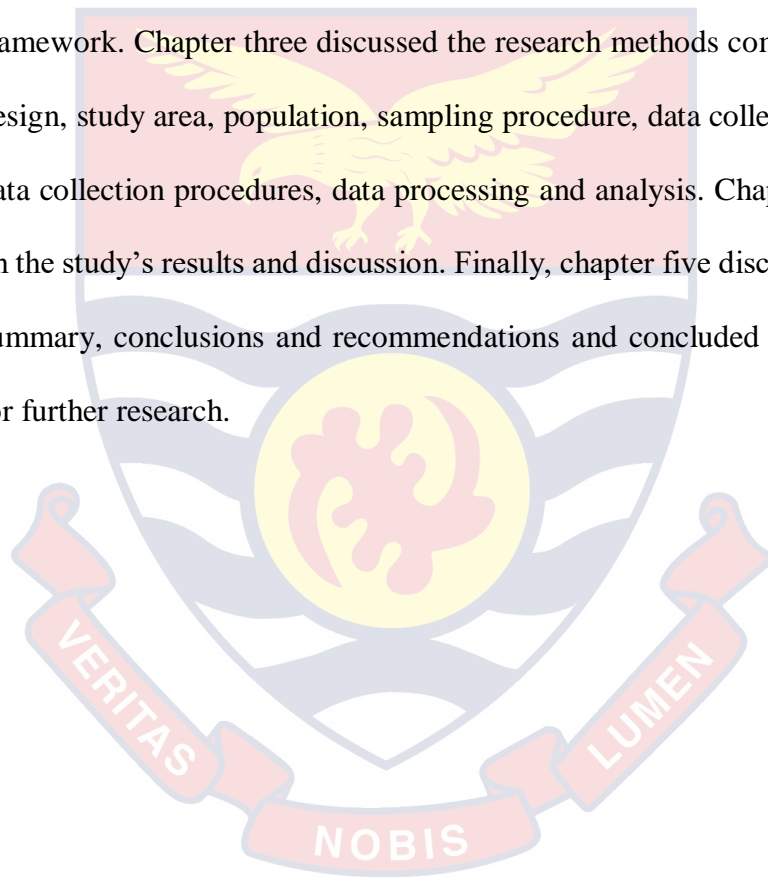 amework. Chapter three discussed the research methods con
esign, study area, population, sampling procedure, data colle
ata collection procedures, data processing and analysis. Chap
n the study’s results and discussion. Finally, chapter five disc
ummary, conclusions and recommendations and concluded
or further research.
VERITAS
NOBIS
LUMEN